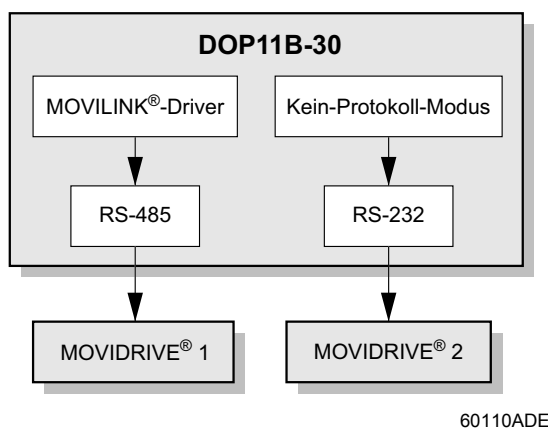 DOP11B-30
MOVILINK®-Driver
Kein-Protokoll-Modus
RS-485
RS-232
MOVIDRIVE® 1
MOVIDRIVE® 2
60110ADE